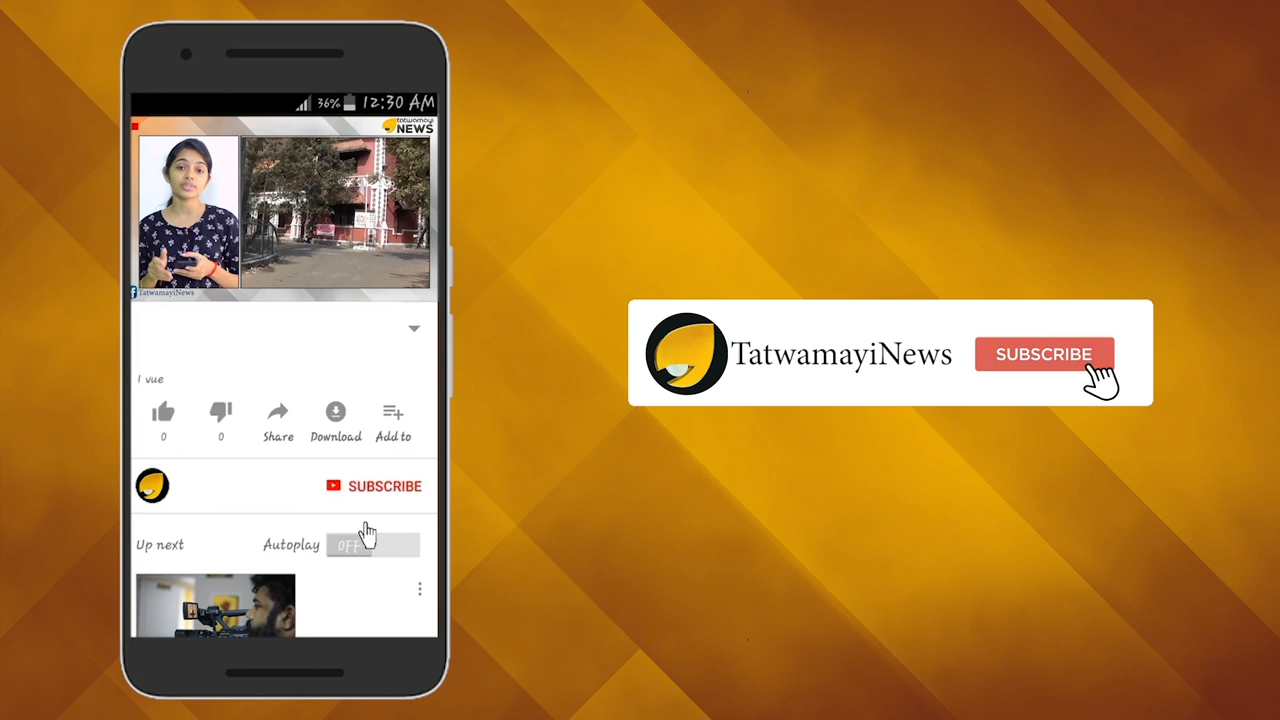 36% 12:30 AM
tatwamayi
NEWS
TatwamayiNews
1 vue
0 0 Share Download Add to
SUBSCRIBE
Up next Autoplay OFF
TatwamayiNews SUBSCRIBE